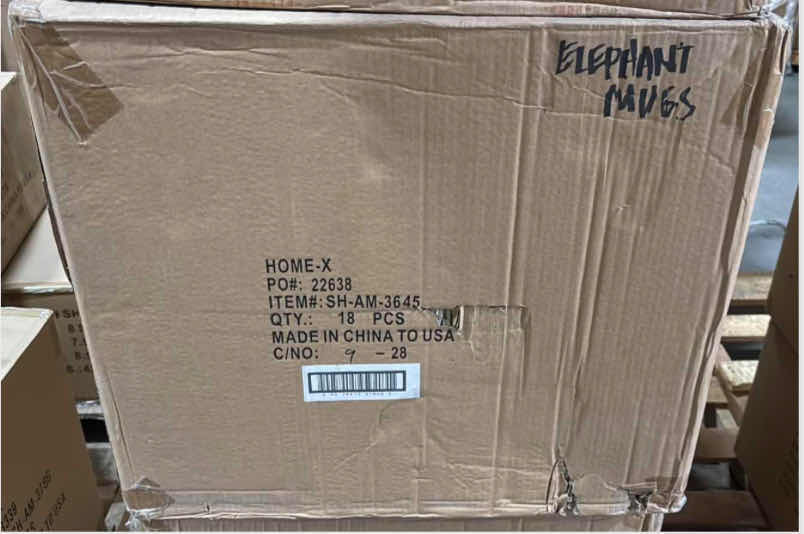 ELEPHANT
MUGS
HOME-X
PO#: 22638
ITEM#: SH-AM-3645
QTY.: 18 PCS
MADE IN CHINA TO USA
C/NO: 9 - 28